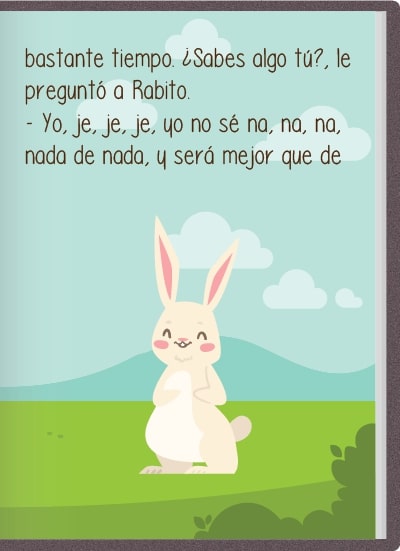 bastante tiempo. ¿Sabes algo tú?, le
preguntó a Rabito.
- Yo, je, je, je, yo no sé na, na, na,
nada de nada, y será mejor que de